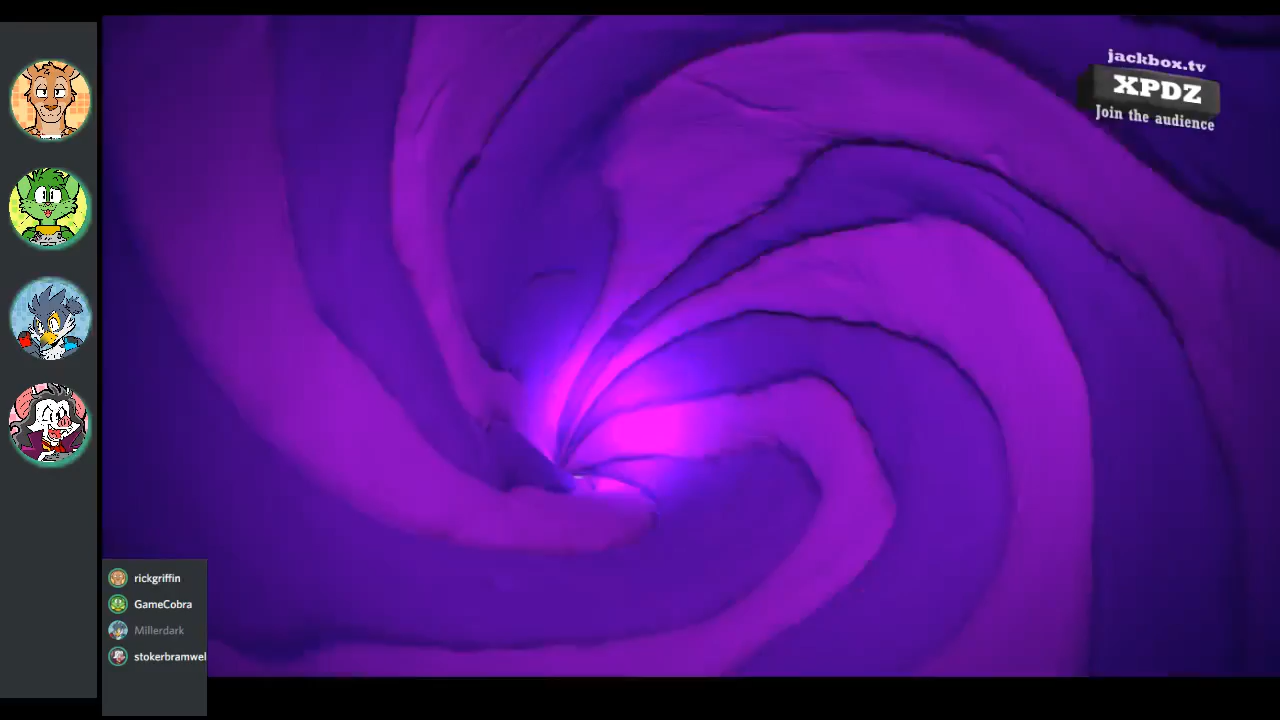 jackbox.tv
XPDZ
Join the audience
rickgriffin
GameCobra
Millerdark
stokerbramwel